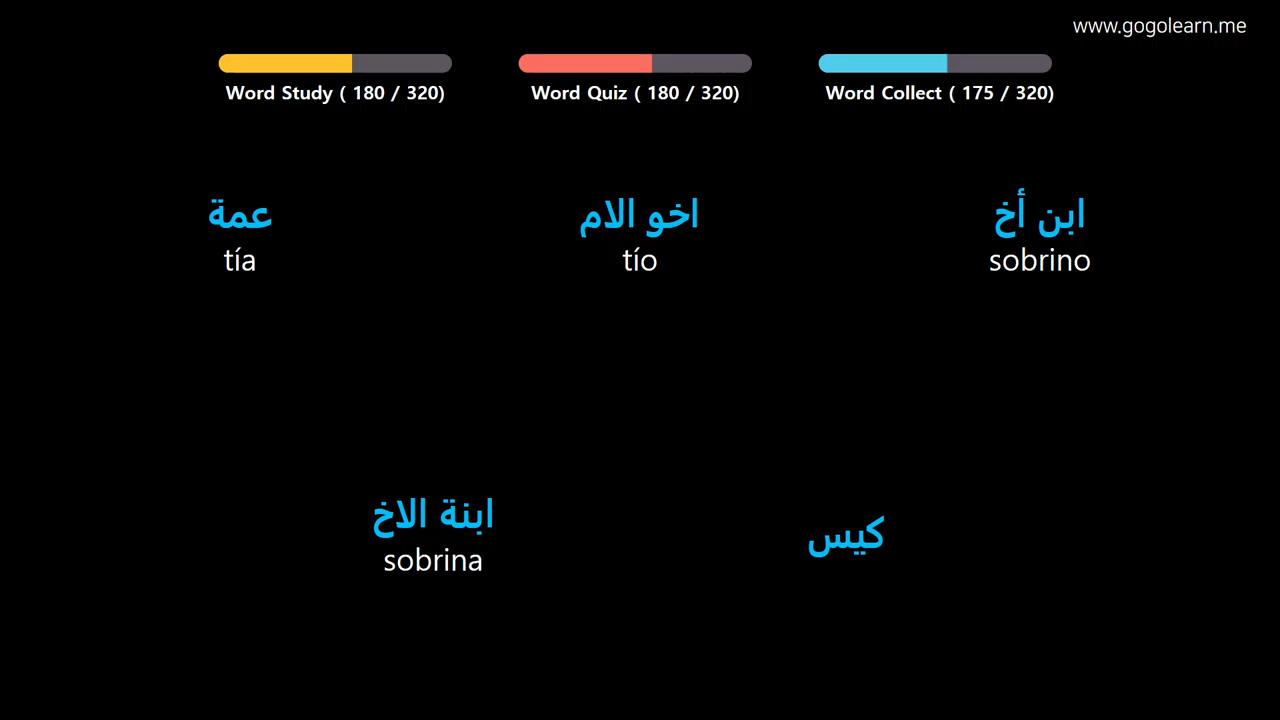 www.gogolearn.me
Word Study ( 180 / 320)
Word Quiz ( 180 / 320)
Word Collect ( 175 / 320)
عمة
tía
اخو الام
tío
ابن أخ
sobrino
ابنة الاخ
sobrina
كيس